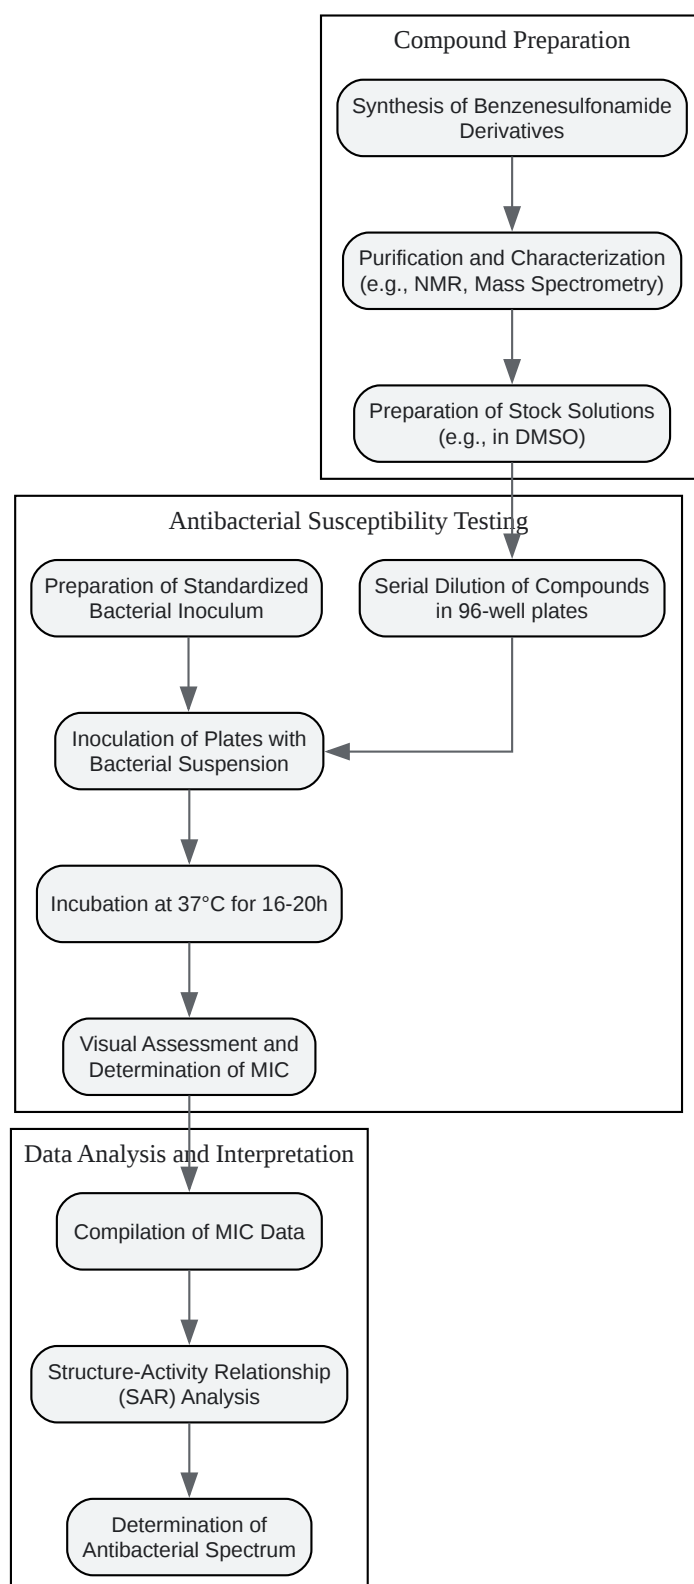 Compound Preparation
Synthesis of Benzenesulfonamide
Derivatives
Purification and Characterization
(e.g., NMR, Mass Spectrometry)
Preparation of Stock Solutions
(e.g., in DMSO)
Antibacterial Susceptibility Testing
Preparation of Standardized
Bacterial Inoculum
Serial Dilution of Compounds
in 96-well plates
Inoculation of Plates with
Bacterial Suspension
Incubation at 37°C for 16-20h
Visual Assessment and
Determination of MIC
Data Analysis and Interpretation
Compilation of MIC Data
Structure-Activity Relationship
(SAR) Analysis
Determination of
Antibacterial Spectrum